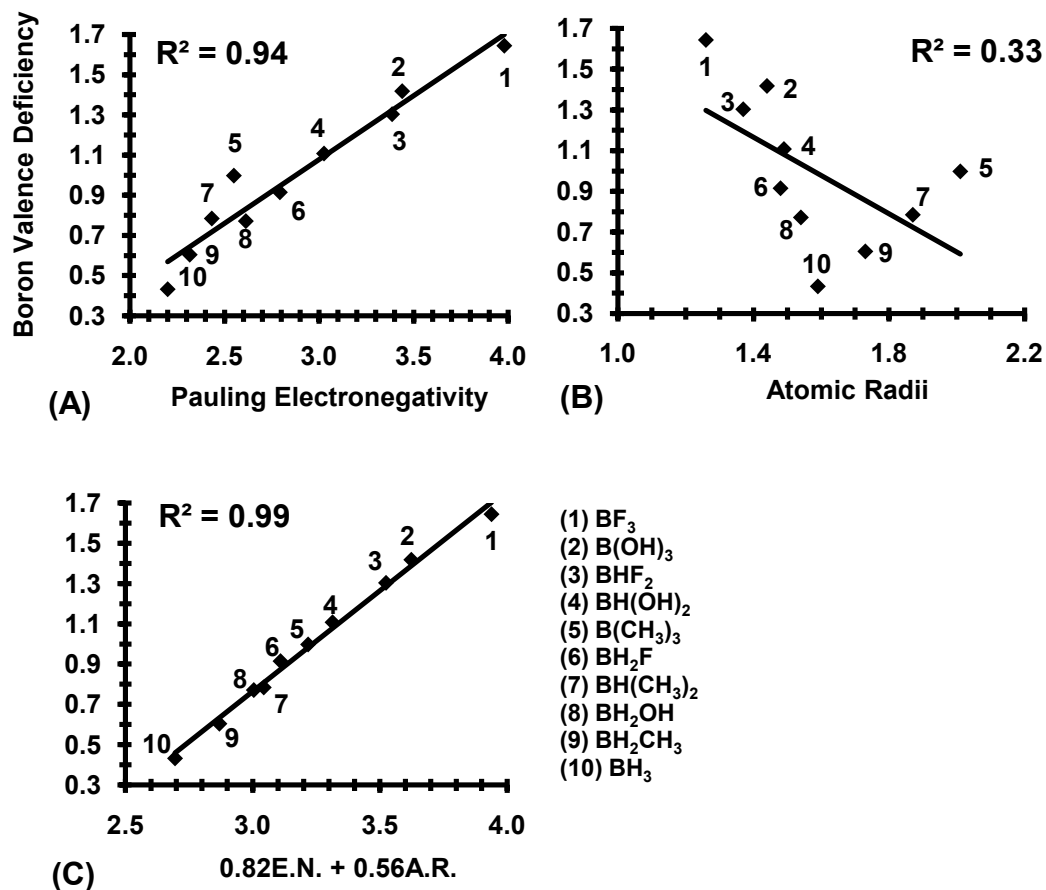 Boron Valence Deficiency
1.7
1.5
1.3
1.1
0.9
0.7
0.5
0.3
R² = 0.94
1
2
3
4
5
6
7
8
9
10
2.0 2.5 3.0 3.5 4.0
Pauling Electronegativity
(A)
1.7
1.5
1.3
1.1
0.9
0.7
0.5
0.3
R² = 0.33
1
2
3
4
5
6
7
8
9
10
1.0 1.4 1.8 2.2
Atomic Radii
(B)
1.7
1.5
1.3
1.1
0.9
0.7
0.5
0.3
R² = 0.99
1
2
3
4
5
6
7
8
9
10
2.5 3.0 3.5 4.0
0.82E.N. + 0.56A.R.
(C)
(1) BF₃
(2) B(OH)₃
(3) BHF₂
(4) BH(OH)₂
(5) B(CH₃)₃
(6) BH₂F
(7) BH(CH₃)₂
(8) BH₂OH
(9) BH₂CH₃
(10) BH₃